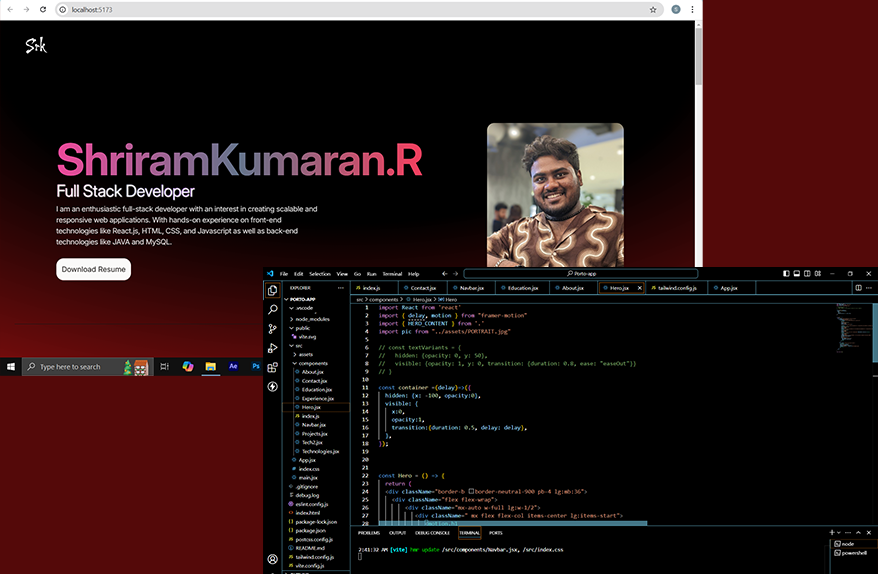 localhost:5173
S
Srk
ShriramKumaran.R
Full Stack Developer
I am an enthusiastic full-stack developer with an interest in creating scalable and
responsive web applications. With hands-on experience on front-end
technologies like React.js, HTML, CSS, and Javascript as well as back-end
technologies like JAVA and MySQL.
Download Resume
Type here to search
Ae
Ps
File Edit Selection View Go Run Terminal Help
Porto-app
EXPLORER
index.js Contact.jsx Navbar.jsx Education.jsx About.jsx Hero.jsx tailwind.config.js App.jsx
src > components > Hero.jsx > Hero
PORTO-APP
.vscode
node_modules
public
vite.svg
src
assets
components
About.jsx
Contact.jsx
Education.jsx
Experience.jsx
Hero.jsx
index.js
Navbar.jsx
Projects.jsx
Tech2.jsx
Technologies.jsx
App.jsx
index.css
main.jsx
.gitignore
debug.log
eslint.config.js
index.html
package-lock.json
package.json
postcss.config.js
README.md
tailwind.config.js
vite.config.js
1 import React from 'react'
2 import { delay, motion } from "framer-motion"
3 import { HERO_CONTENT } from '.'
4 import pic from "../assets/PORTRAIT.jpg"
5
6 // const textVariants = {
7 // hidden: {opacity: 0, y: 50},
8 // visible: {opacity: 1, y: 0, transition: {duration: 0.8, ease: "easeOut"}}
9 // }
10
11 const container =(delay)=>({
12 hidden: {x: -100, opacity:0},
13 visible: {
14 x:0,
15 opacity:1,
16 transition:{duration: 0.5, delay: delay},
17 },
18 });
19
20
21
22 const Hero = () => {
23 return (
24 <div className="border-b border-neutral-900 pb-4 lg:mb:36">
25 <div className="flex flex-wrap">
26 <div className="mx-auto w-full lg:w-1/2">
27 <div className=" mx flex flex-col items-center lg:items-start">
28 <motion.h1
PROBLEMS OUTPUT DEBUG CONSOLE TERMINAL PORTS
2:41:32 AM [vite] hmr update /src/components/Navbar.jsx, /src/index.css
node
powershell